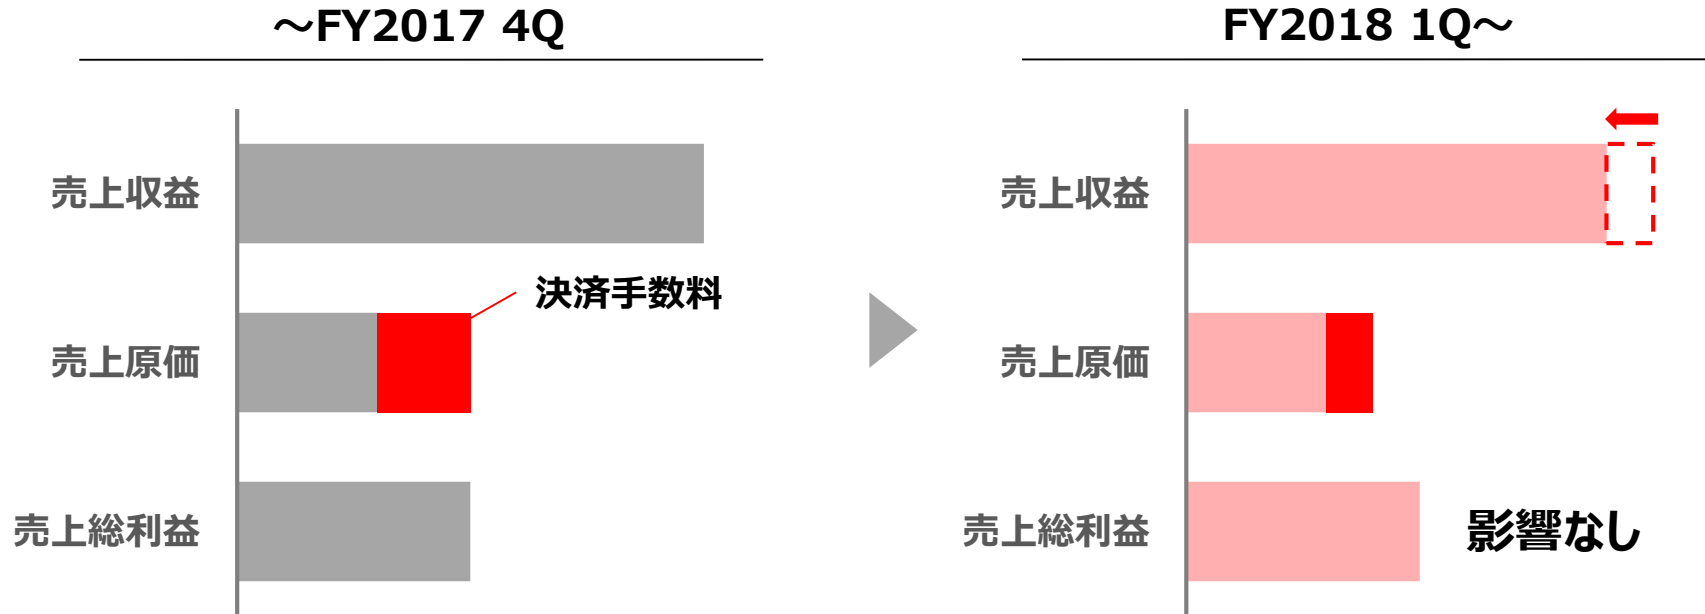 ～FY2017 4Q
売上収益
決済手数料
売上原価
売上総利益
FY2018 1Q～
売上収益
売上原価
売上総利益
影響なし